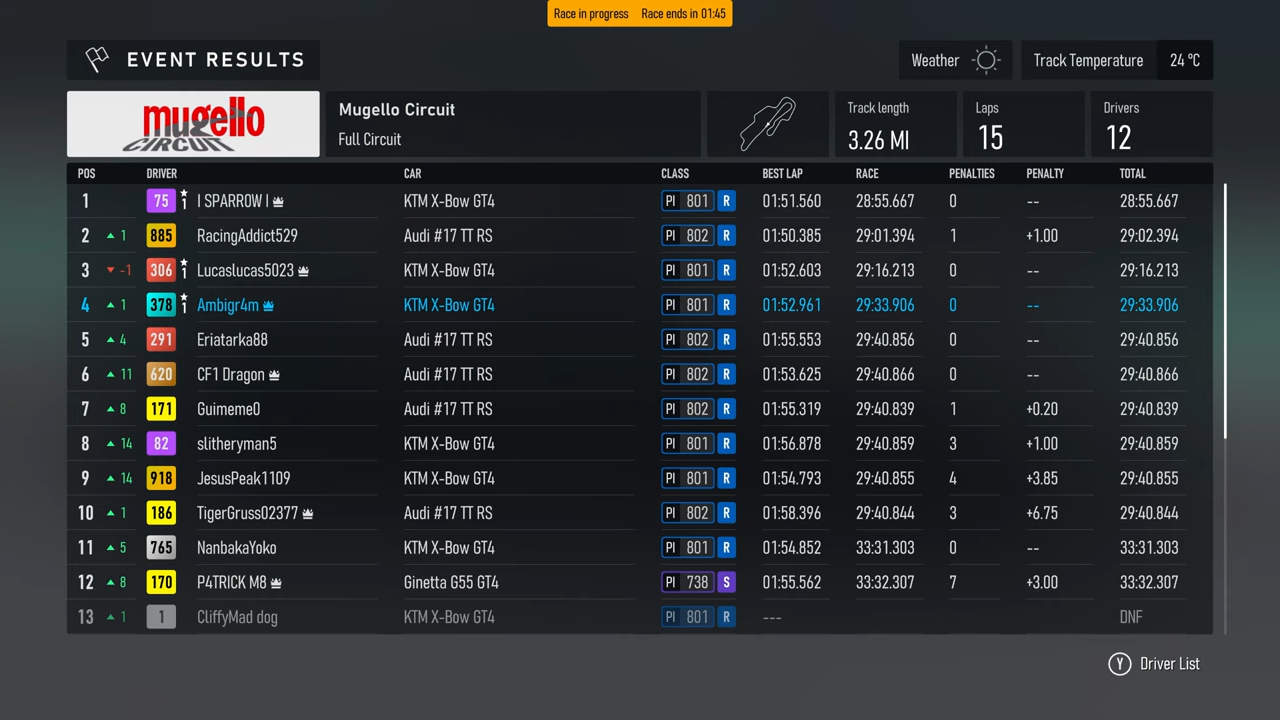 Race in progress Race ends in 01:45
EVENT RESULTS
Weather Track Temperature 24 ºC
mugello
CIRCUIT
Mugello Circuit
Full Circuit
Track length
3.26 MI
Laps
15
Drivers
12
POS DRIVER CAR CLASS BEST LAP RACE PENALTIES PENALTY TOTAL
1 75 1 I SPARROW I KTM X-Bow GT4 PI 801 R 01:51.560 28:55.667 0 -- 28:55.667
2 1 885 RacingAddict529 Audi #17 TT RS PI 802 R 01:50.385 29:01.394 1 +1.00 29:02.394
3 -1 306 1 Lucaslucas5023 KTM X-Bow GT4 PI 801 R 01:52.603 29:16.213 0 -- 29:16.213
4 1 378 1 Ambigr4m KTM X-Bow GT4 PI 801 R 01:52.961 29:33.906 0 -- 29:33.906
5 4 291 Eriatarka88 Audi #17 TT RS PI 802 R 01:55.553 29:40.856 0 -- 29:40.856
6 11 620 CF1 Dragon Audi #17 TT RS PI 802 R 01:53.625 29:40.866 0 -- 29:40.866
7 8 171 Guimeme0 Audi #17 TT RS PI 802 R 01:55.319 29:40.839 1 +0.20 29:40.839
8 14 82 slitheryman5 KTM X-Bow GT4 PI 801 R 01:56.878 29:40.859 3 +1.00 29:40.859
9 14 918 JesusPeak1109 KTM X-Bow GT4 PI 801 R 01:54.793 29:40.855 4 +3.85 29:40.855
10 1 186 TigerGruss02377 Audi #17 TT RS PI 802 R 01:58.396 29:40.844 3 +6.75 29:40.844
11 5 765 NanbakaYoko KTM X-Bow GT4 PI 801 R 01:54.852 33:31.303 0 -- 33:31.303
12 8 170 P4TRICK M8 Ginetta G55 GT4 PI 738 S 01:55.562 33:32.307 7 +3.00 33:32.307
13 1 1 CliffyMad dog KTM X-Bow GT4 PI 801 R --- DNF
Y Driver List